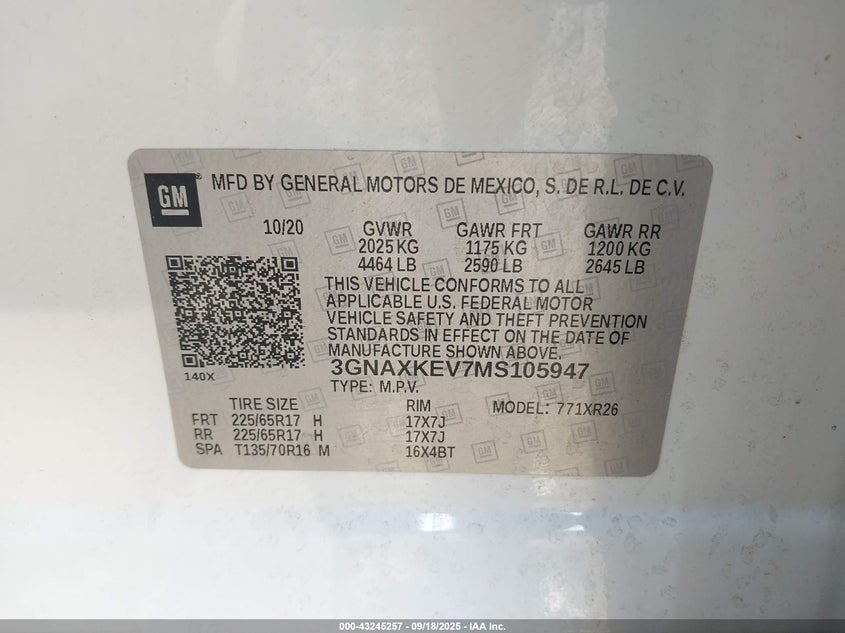 GM® MFD BY GENERAL MOTORS DE MEXICO, S. DE R.L. DE C.V.
10/20 GVWR GAWR FRT GAWR RR
2025 KG 1175 KG 1200 KG
4464 LB 2590 LB 2645 LB
THIS VEHICLE CONFORMS TO ALL
APPLICABLE U.S. FEDERAL MOTOR
VEHICLE SAFETY AND THEFT PREVENTION
STANDARDS IN EFFECT ON THE DATE OF
MANUFACTURE SHOWN ABOVE.
3GNAXKEV7MS105947
140X
TYPE: M.P.V.
TIRE SIZE RIM MODEL: 771XR26
FRT 225/65R17 H 17X7J
RR 225/65R17 H 17X7J
SPA T135/70R16 M 16X4BT
000-43245257 - 09/18/2025 - IAA Inc.